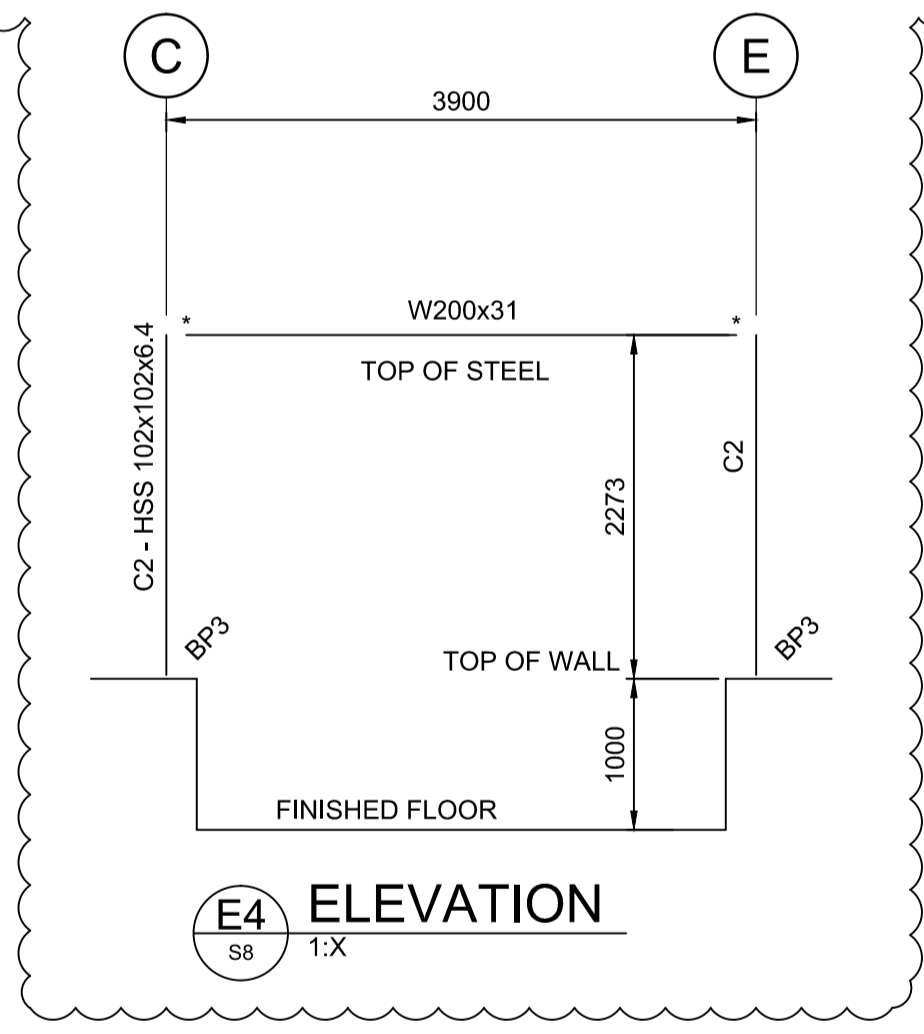 C
E
3900
W200x31
*
*
TOP OF STEEL
C2 - HSS 102x102x6.4
C2
2273
BP3
BP3
TOP OF WALL
1000
FINISHED FLOOR
E4
S8
ELEVATION
1:X